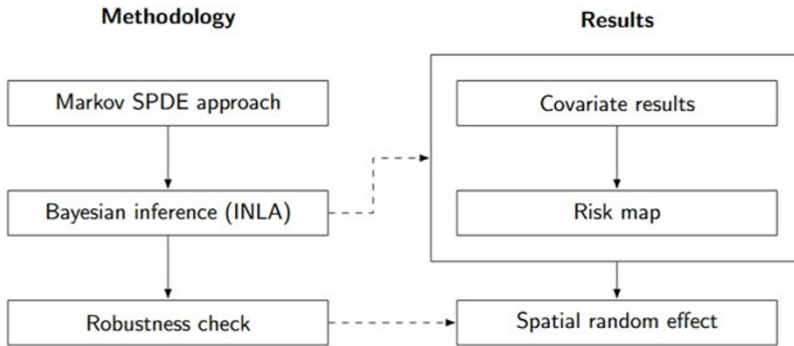 Methodology
Results
Markov SPDE approach
Covariate results
Bayesian inference (INLA)
Risk map
Robustness check
Spatial random effect